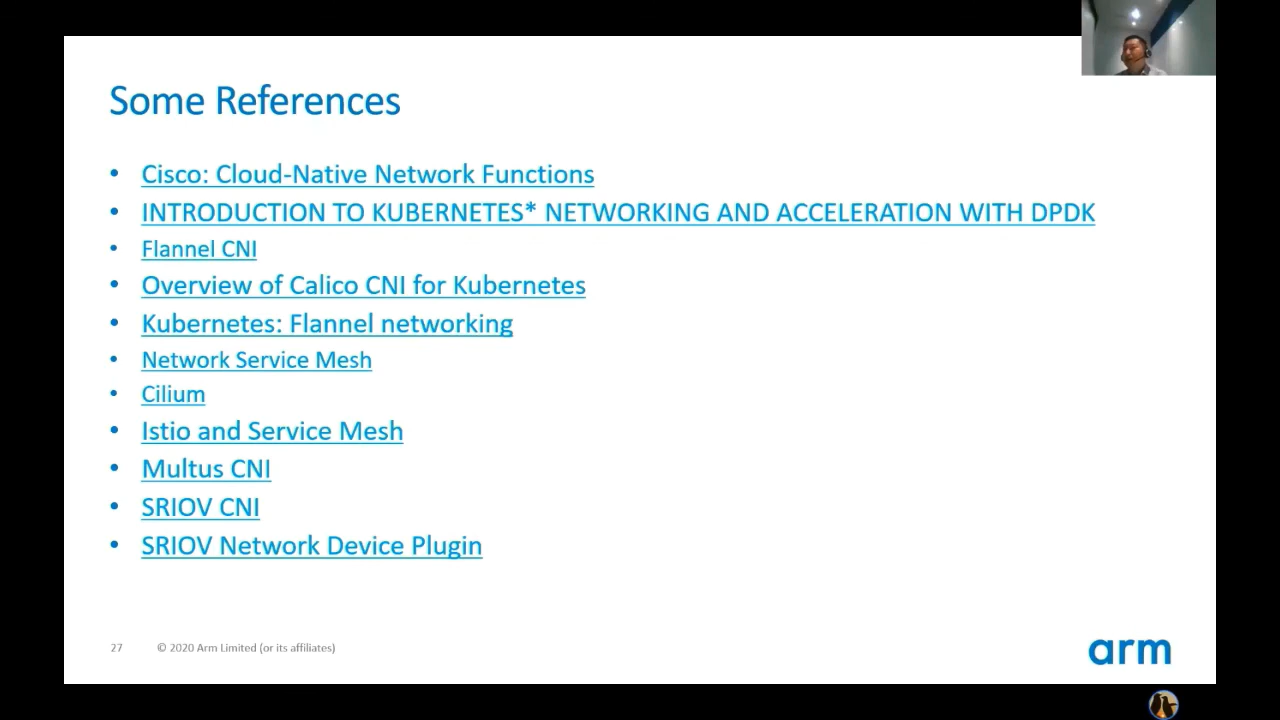 Some References
• Cisco: Cloud-Native Network Functions
• INTRODUCTION TO KUBERNETES* NETWORKING AND ACCELERATION WITH DPDK
• Flannel CNI
• Overview of Calico CNI for Kubernetes
• Kubernetes: Flannel networking
• Network Service Mesh
• Cilium
• Istio and Service Mesh
• Multus CNI
• SRIOV CNI
• SRIOV Network Device Plugin
27 © 2020 Arm Limited (or its affiliates)
arm